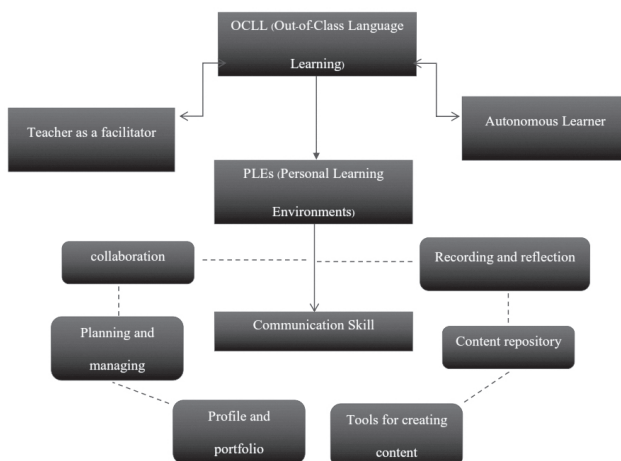 OCLL (Out-of-Class Language
Learning)
Teacher as a facilitator
Autonomous Learner
PLEs (Personal Learning
Environments)
collaboration
Recording and reflection
Communication Skill
Planning and
managing
Content repository
Profile and
portfolio
Tools for creating
content